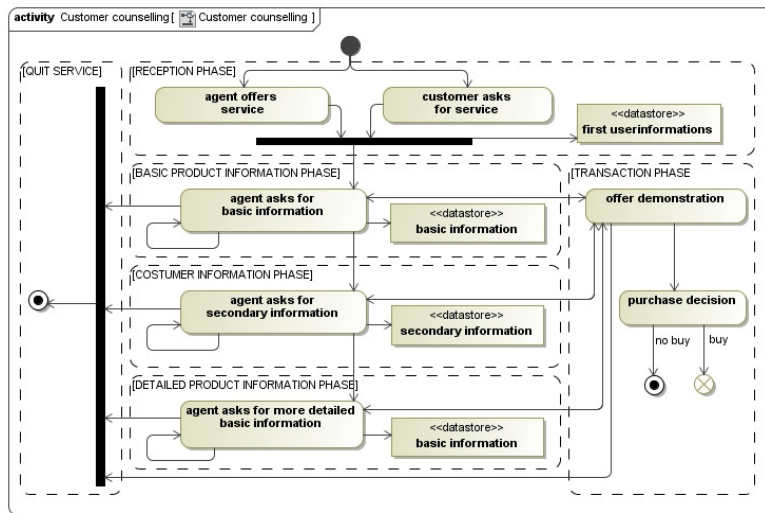 activity Customer counselling[ Customer counselling ]
[QUIT SERVICE]
[RECEPTION PHASE]
agent offers
service
customer asks
for service
<<datastore>>
first userinformations
[BASIC PRODUCT INFORMATION PHASE]
agent asks for
basic information
<<datastore>>
basic information
[TRANSACTION PHASE
offer demonstration
[COSTUMER INFORMATION PHASE]
agent asks for
secondary information
<<datastore>>
secondary information
purchase decision
no buy
buy
[DETAILED PRODUCT INFORMATION PHASE]
agent asks for more detailed
basic information
<<datastore>>
basic information